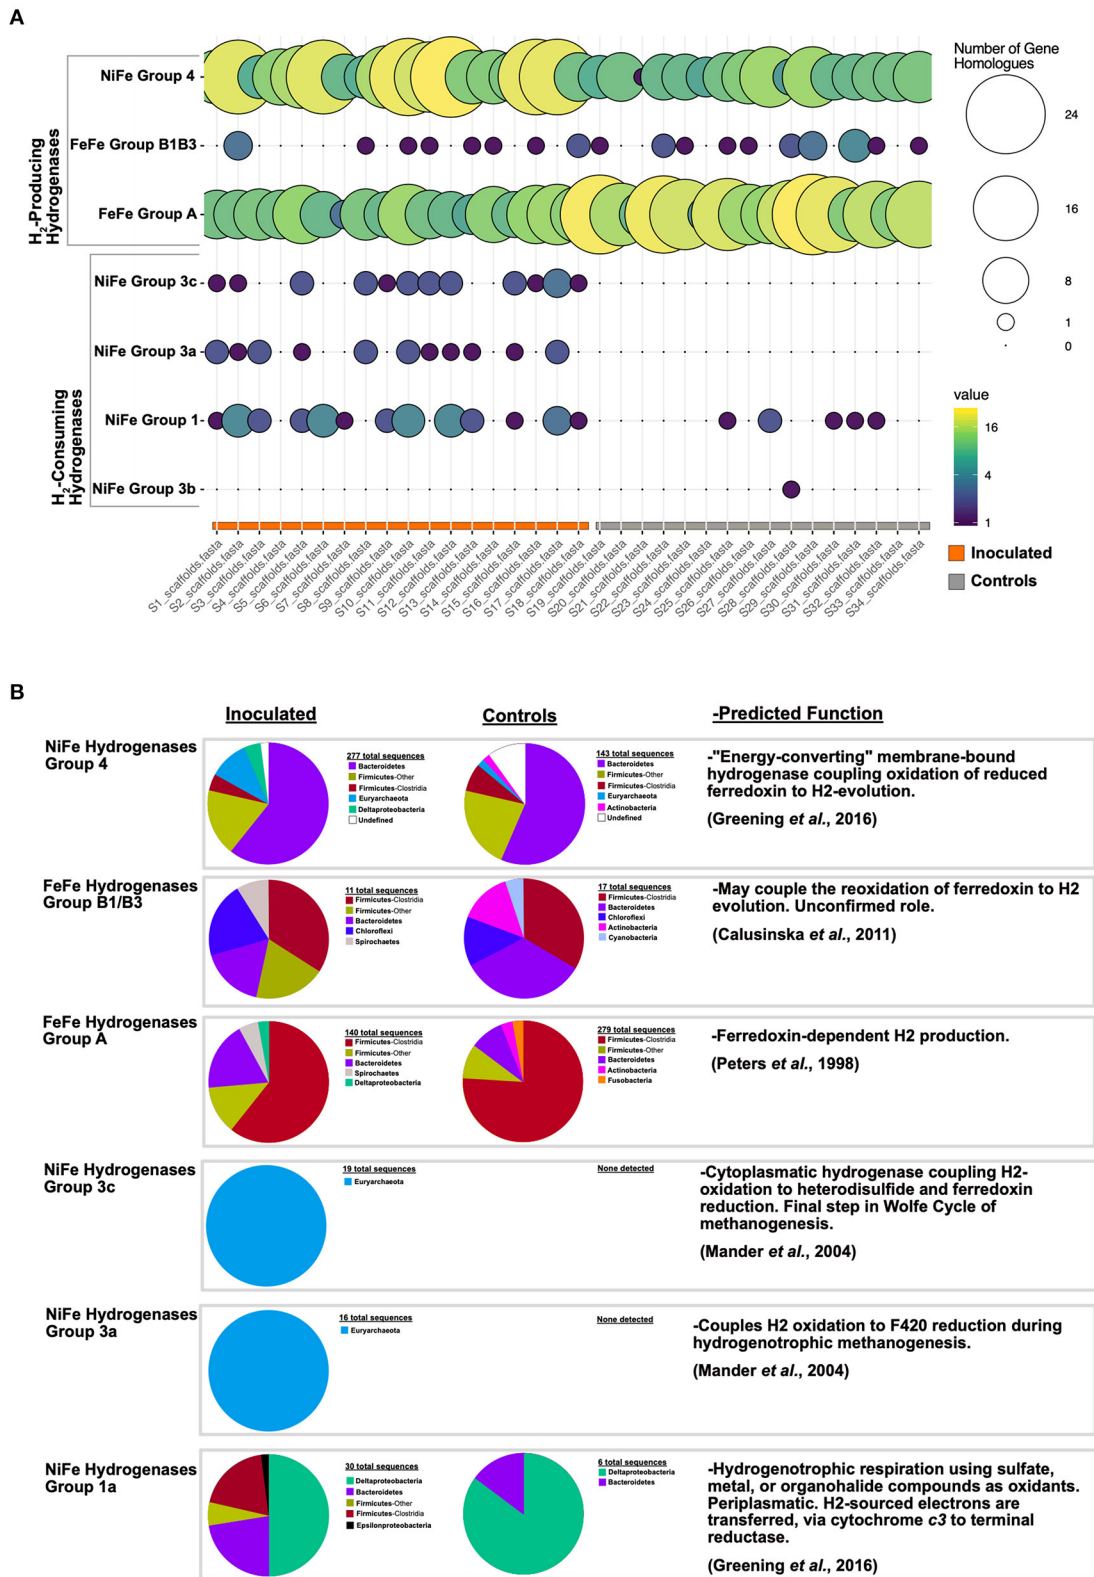 A
Number of Gene
Homologues
24
16
8
1
0
value
16
4
1
Inoculated
Controls
H2-Producing
Hydrogenases
NiFe Group 4
FeFe Group B1B3
FeFe Group A
H2-Consuming
Hydrogenases
NiFe Group 3c
NiFe Group 3a
NiFe Group 1
NiFe Group 3b
S1_scaffolds.fasta
S2_scaffolds.fasta
S3_scaffolds.fasta
S4_scaffolds.fasta
S5_scaffolds.fasta
S6_scaffolds.fasta
S7_scaffolds.fasta
S8_scaffolds.fasta
S9_scaffolds.fasta
S10_scaffolds.fasta
S11_scaffolds.fasta
S12_scaffolds.fasta
S13_scaffolds.fasta
S14_scaffolds.fasta
S15_scaffolds.fasta
S16_scaffolds.fasta
S17_scaffolds.fasta
S18_scaffolds.fasta
S19_scaffolds.fasta
S20_scaffolds.fasta
S21_scaffolds.fasta
S22_scaffolds.fasta
S23_scaffolds.fasta
S24_scaffolds.fasta
S25_scaffolds.fasta
S26_scaffolds.fasta
S27_scaffolds.fasta
S28_scaffolds.fasta
S29_scaffolds.fasta
S30_scaffolds.fasta
S31_scaffolds.fasta
S32_scaffolds.fasta
S33_scaffolds.fasta
S34_scaffolds.fasta
B
Inoculated
Controls
-Predicted Function
NiFe Hydrogenases
Group 4
277 total sequences
Bacteroidetes
Firmicutes-Other
Firmicutes-Clostridia
Euryarchaeota
Deltaproteobacteria
Undefined
143 total sequences
Bacteroidetes
Firmicutes-Other
Firmicutes-Clostridia
Euryarchaeota
Actinobacteria
Undefined
-"Energy-converting" membrane-bound
hydrogenase coupling oxidation of reduced
ferredoxin to H2-evolution.
(Greening et al., 2016)
FeFe Hydrogenases
Group B1/B3
11 total sequences
Firmicutes-Clostridia
Firmicutes-Other
Bacteroidetes
Chloroflexi
Spirochaetes
17 total sequences
Firmicutes-Clostridia
Bacteroidetes
Chloroflexi
Actinobacteria
Cyanobacteria
-May couple the reoxidation of ferredoxin to H2
evolution. Unconfirmed role.
(Calusinska et al., 2011)
FeFe Hydrogenases
Group A
140 total sequences
Firmicutes-Clostridia
Firmicutes-Other
Bacteroidetes
Spirochaetes
Deltaproteobacteria
279 total sequences
Firmicutes-Clostridia
Firmicutes-Other
Bacteroidetes
Actinobacteria
Fusobacteria
-Ferredoxin-dependent H2 production.
(Peters et al., 1998)
NiFe Hydrogenases
Group 3c
19 total sequences
Euryarchaeota
None detected
-Cytoplasmatic hydrogenase coupling H2-
oxidation to heterodisulfide and ferredoxin
reduction. Final step in Wolfe Cycle of
methanogenesis.
(Mander et al., 2004)
NiFe Hydrogenases
Group 3a
16 total sequences
Euryarchaeota
None detected
-Couples H2 oxidation to F420 reduction during
hydrogenotrophic methanogenesis.
(Mander et al., 2004)
NiFe Hydrogenases
Group 1a
30 total sequences
Deltaproteobacteria
Bacteroidetes
Firmicutes-Other
Firmicutes-Clostridia
Epsilonproteobacteria
6 total sequences
Deltaproteobacteria
Bacteroidetes
-Hydrogenotrophic respiration using sulfate,
metal, or organohalide compounds as oxidants.
Periplasmatic. H2-sourced electrons are
transferred, via cytochrome c3 to terminal
reductase.
(Greening et al., 2016)